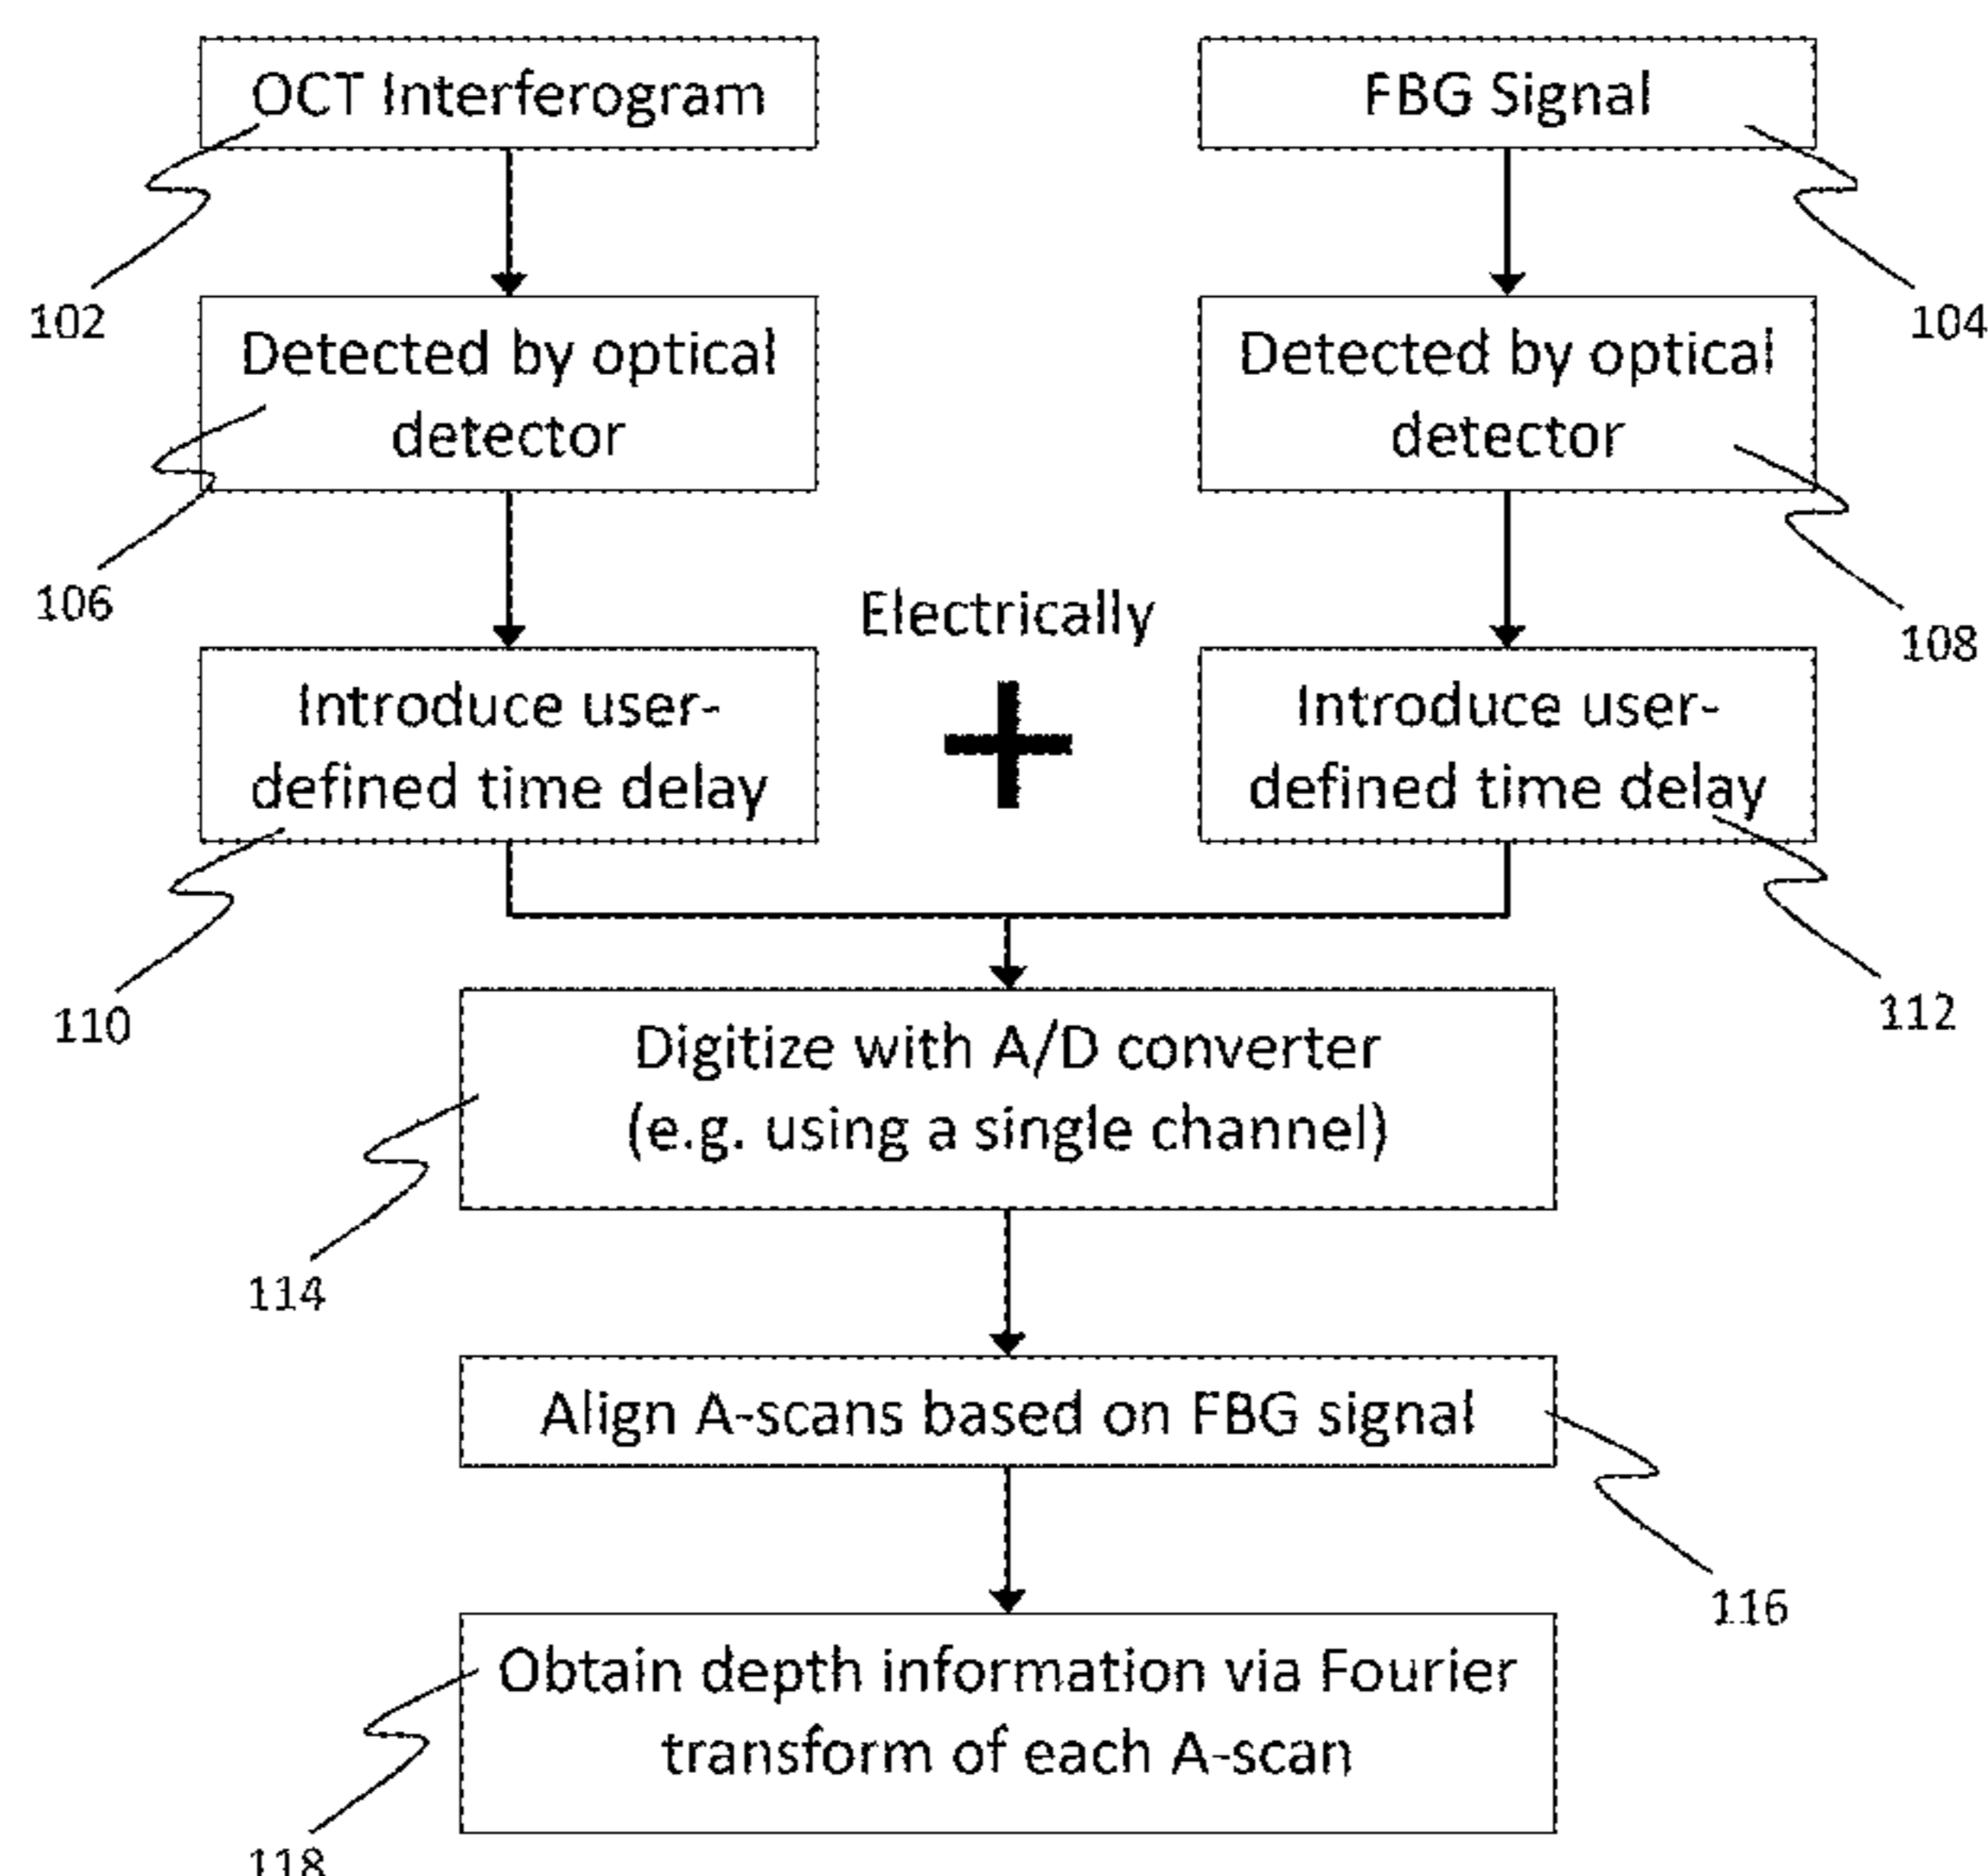 OCT Interferogram
FBG Signal
102
104
Detected by optical
detector
Detected by optical
detector
106
108
Electrically
+
Introduce user-
defined time delay
Introduce user-
defined time delay
110
112
Digitize with A/D converter
(e.g. using a single channel)
114
Align A-scans based on FBG signal
116
Obtain depth information via Fourier
transform of each A-scan
118